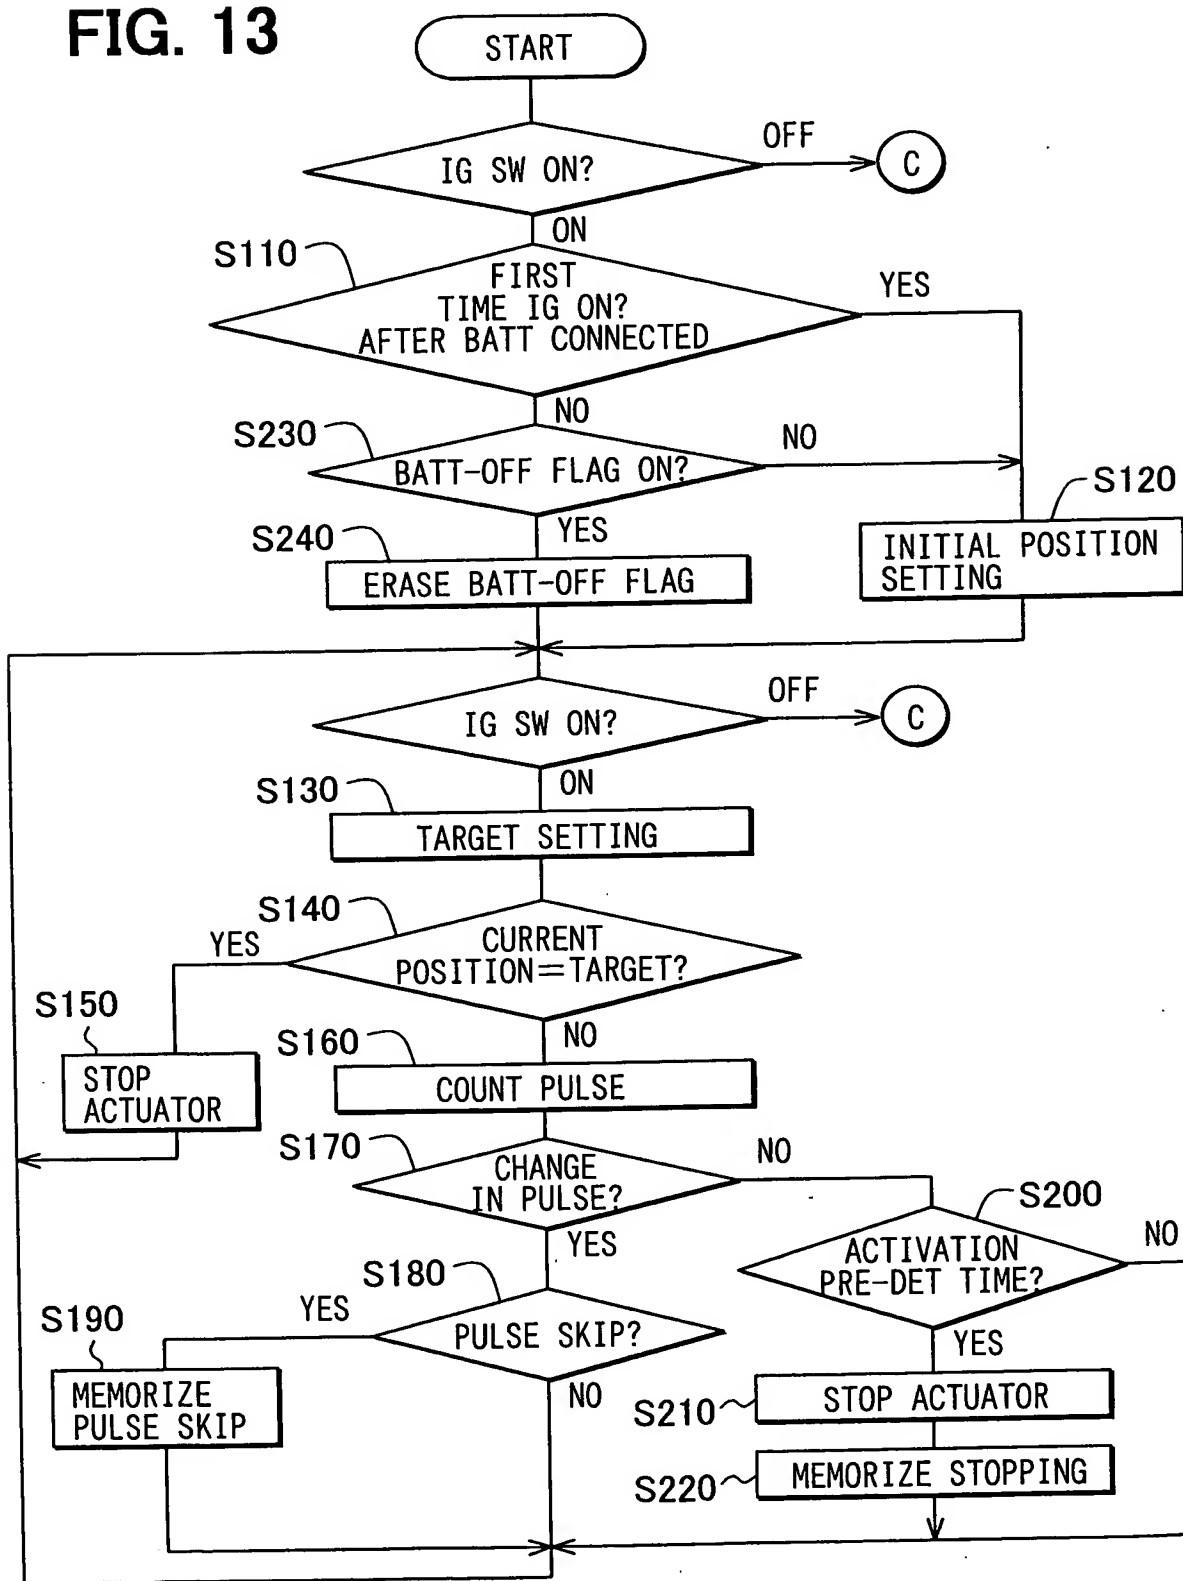 FIG. 13
START
IG SW ON?
OFF
C
ON
S110
FIRST
TIME IG ON?
AFTER BATT CONNECTED
YES
NO
S230
BATT-OFF FLAG ON?
NO
YES
S120
INITIAL POSITION
SETTING
S240
ERASE BATT-OFF FLAG
IG SW ON?
OFF
C
ON
S130
TARGET SETTING
S140
CURRENT
POSITION=TARGET?
YES
NO
S150
STOP
ACTUATOR
S160
COUNT PULSE
S170
CHANGE
IN PULSE?
NO
YES
S200
ACTIVATION
PRE-DET TIME?
NO
YES
S180
PULSE SKIP?
YES
NO
S190
MEMORIZE
PULSE SKIP
S210
STOP ACTUATOR
S220
MEMORIZE STOPPING